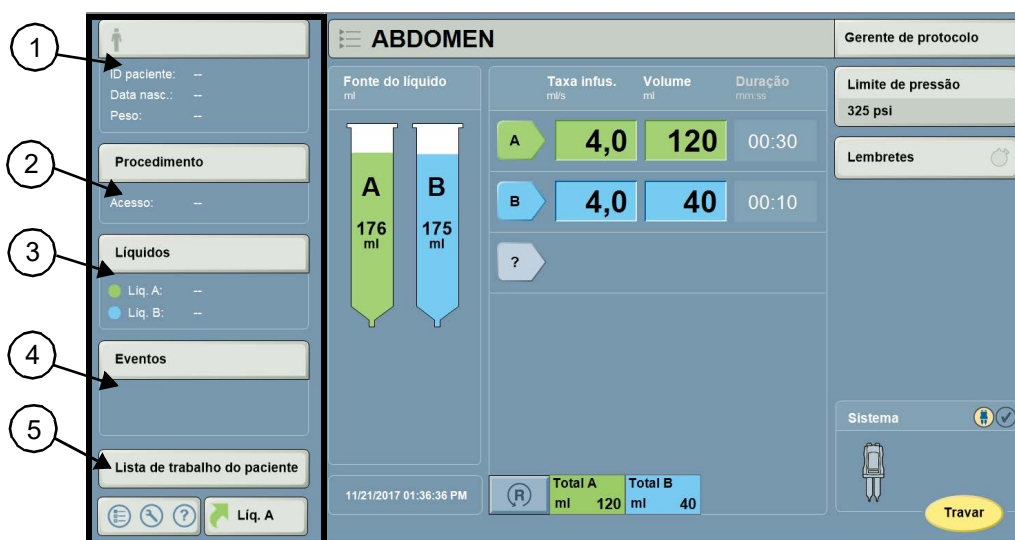 1
ID paciente: --
Data nasc.: --
Peso: --
2
Procedimento
Acesso: --
3
Líquidos
Líq. A: --
Líq. B: --
4
Eventos
5
Lista de trabalho do paciente
?
Líq. A
ABDOMEN
Fonte do líquido
ml
A
176
ml
B
175
ml
11/21/2017 01:36:36 PM
Taxa infus. Volume Duração
ml/s ml mm:ss
A 4,0 120 00:30
B 4,0 40 00:10
?
R
Total A Total B
ml 120 ml 40
Gerente de protocolo
Limite de pressão
325 psi
Lembretes
Sistema
Travar